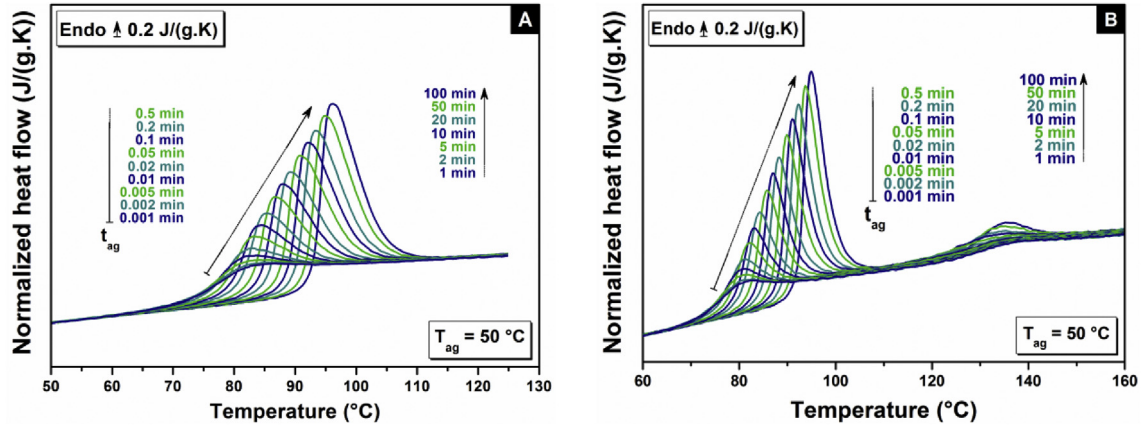 A
Endo 0.2 J/(g.K)
Normalized heat flow (J/(g.K))
0.5 min
0.2 min
0.1 min
0.05 min
0.02 min
0.01 min
0.005 min
0.002 min
0.001 min
tag
100 min
50 min
20 min
10 min
5 min
2 min
1 min
Tag = 50 °C
50 60 70 80 90 100 110 120 130
Temperature (°C)
B
Endo 0.2 J/(g.K)
Normalized heat flow (J/(g.K))
0.5 min
0.2 min
0.1 min
0.05 min
0.02 min
0.01 min
0.005 min
0.002 min
0.001 min
tag
100 min
50 min
20 min
10 min
5 min
2 min
1 min
Tag = 50 °C
60 80 100 120 140 160
Temperature (°C)